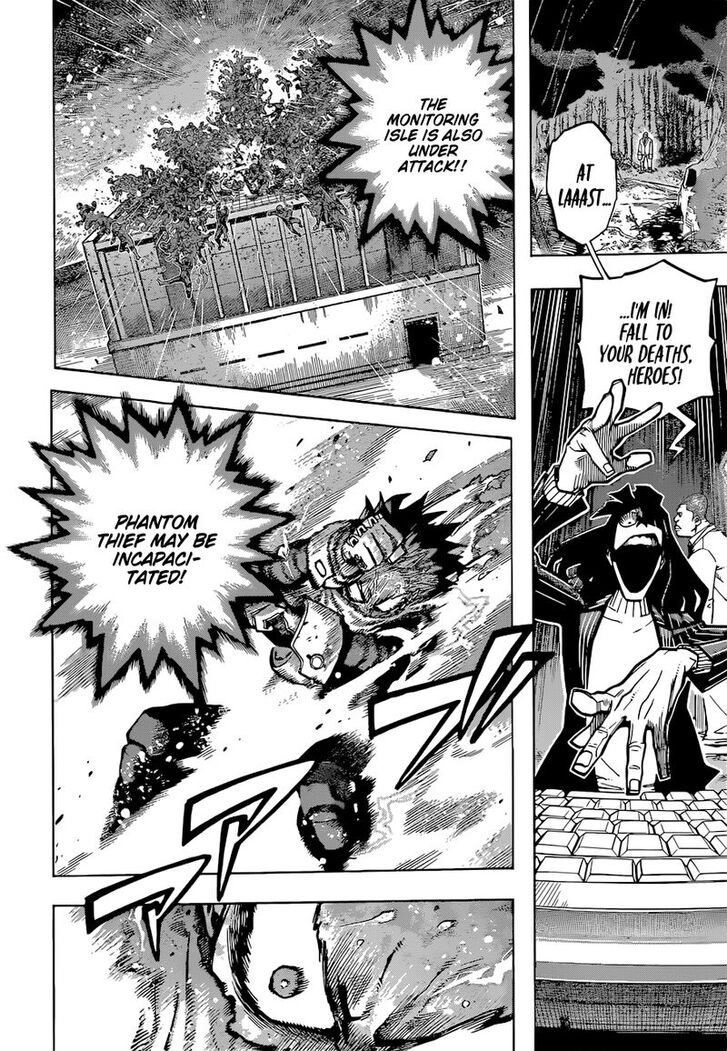 AT
LAAAST...
...I'M IN!
FALL TO
YOUR DEATHS,
HEROES!
THE
MONITORING
ISLE IS ALSO
UNDER
ATTACK!!
PHANTOM
THIEF MAY BE
INCAPACI-
TATED!